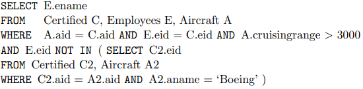 SELECT E.ename
FROM Certified C, Employees E, Aircraft A
WHERE A.aid = C.aid AND E.eid = C.eid AND A.cruisingrange > 3000
AND E.eid NOT IN ( SELECT C2.eid
FROM Certified C2, Aircraft A2
WHERE C2.aid = A2.aid AND A2.aname = ‘Boeing’ )